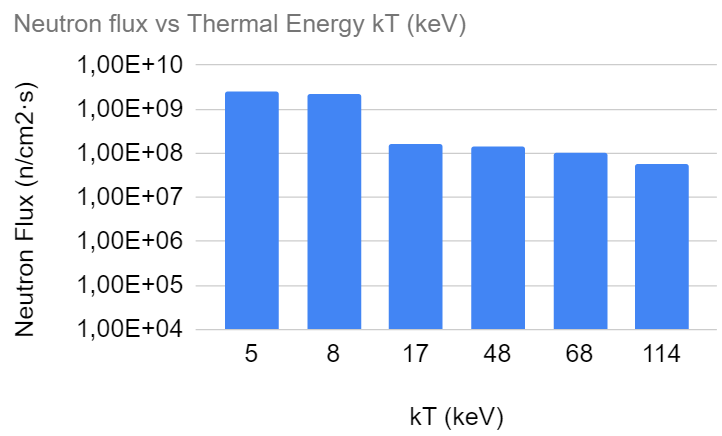 Neutron flux vs Thermal Energy kT (keV)
Neutron Flux (n/cm2·s)
1,00E+10
1,00E+09
1,00E+08
1,00E+07
1,00E+06
1,00E+05
1,00E+04
5 8 17 48 68 114
kT (keV)